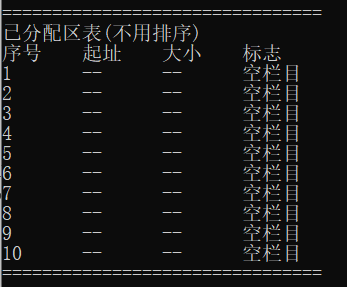 ================================
已分配区表(不用排序)
序号 起址 大小 标志
1 -- -- 空栏目
2 -- -- 空栏目
3 -- -- 空栏目
4 -- -- 空栏目
5 -- -- 空栏目
6 -- -- 空栏目
7 -- -- 空栏目
8 -- -- 空栏目
9 -- -- 空栏目
10 -- -- 空栏目
================================